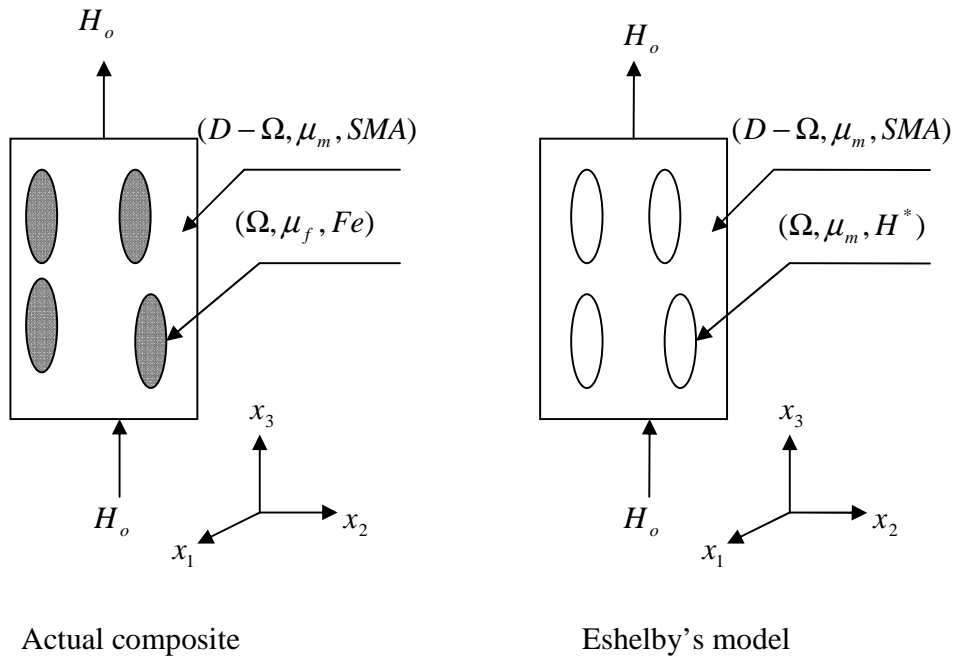 H_o
H_o
(D − Ω, μ_m, SMA)
(D − Ω, μ_m, SMA)
(Ω, μ_f, Fe)
(Ω, μ_m, H^*)
x_3
x_3
H_o
x_2
H_o
x_2
x_1
x_1
Actual composite
Eshelby’s model